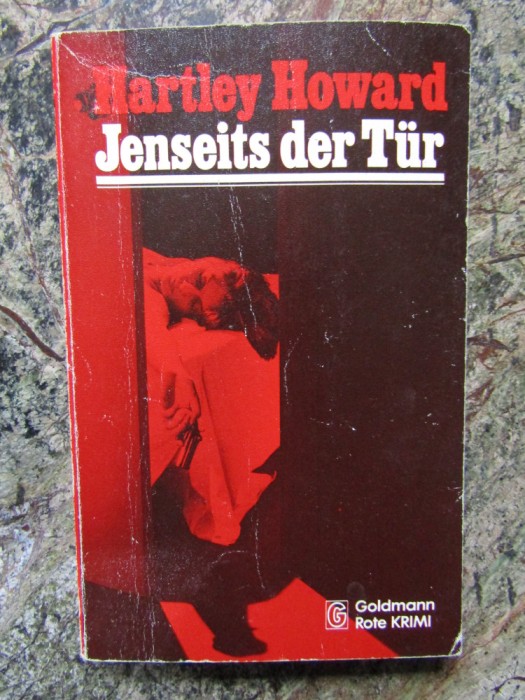 Hartley Howard
Jenseits der Tür
G Goldmann
Rote KRIMI